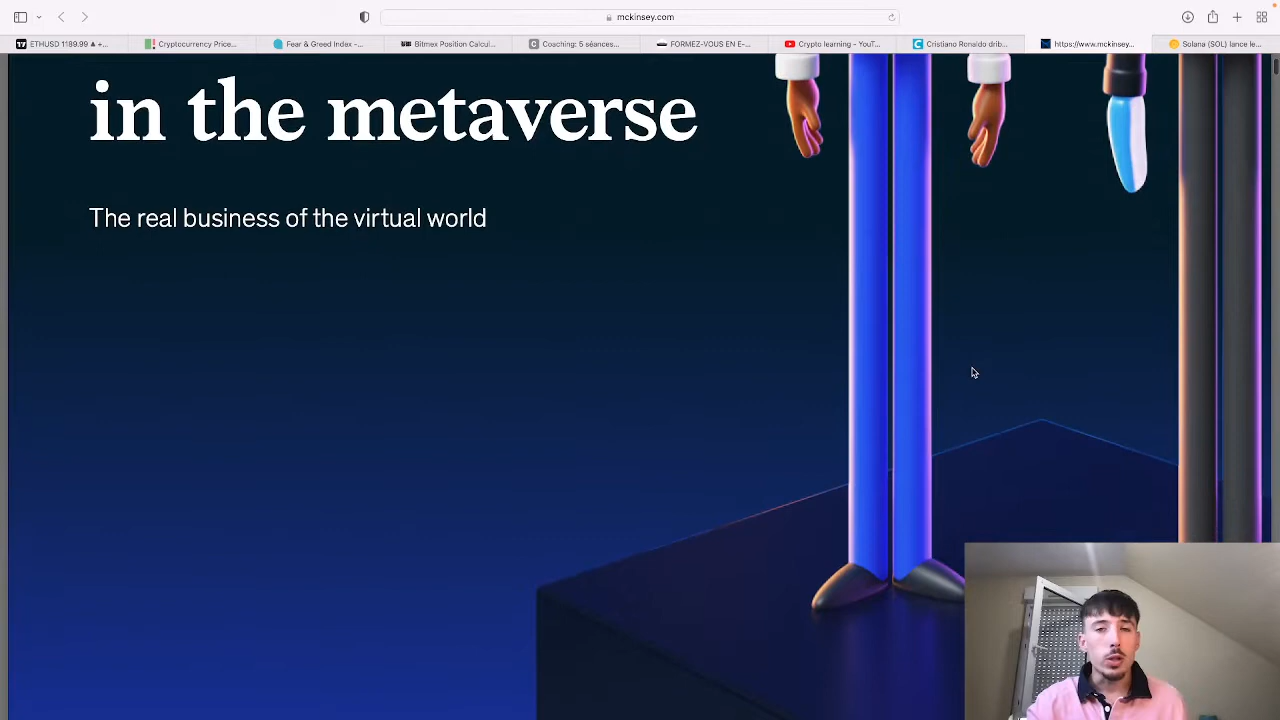 mckinsey.com
ETHUSD 1189.99 ▲ +...
Cryptocurrency Price...
Fear & Greed Index -...
Bitmex Position Calcul...
Coaching: 5 séances...
FORMEZ-VOUS EN E-...
Crypto learning - YouT...
Cristiano Ronaldo drib...
https://www.mckinsey...
Solana (SOL) lance le...
in the metaverse
The real business of the virtual world